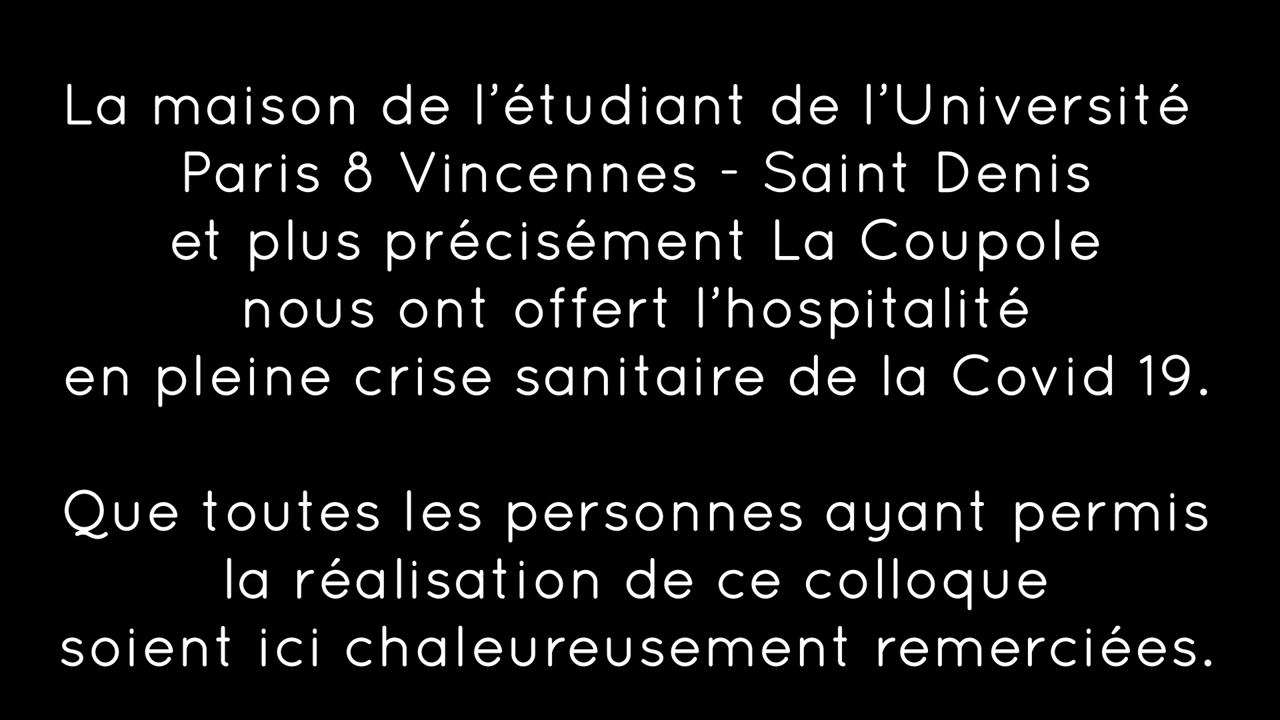 La maison de l’étudiant de l’Université
Paris 8 Vincennes - Saint Denis
et plus précisément La Coupole
nous ont offert l’hospitalité
en pleine crise sanitaire de la Covid 19.
Que toutes les personnes ayant permis
la réalisation de ce colloque
soient ici chaleureusement remerciées.